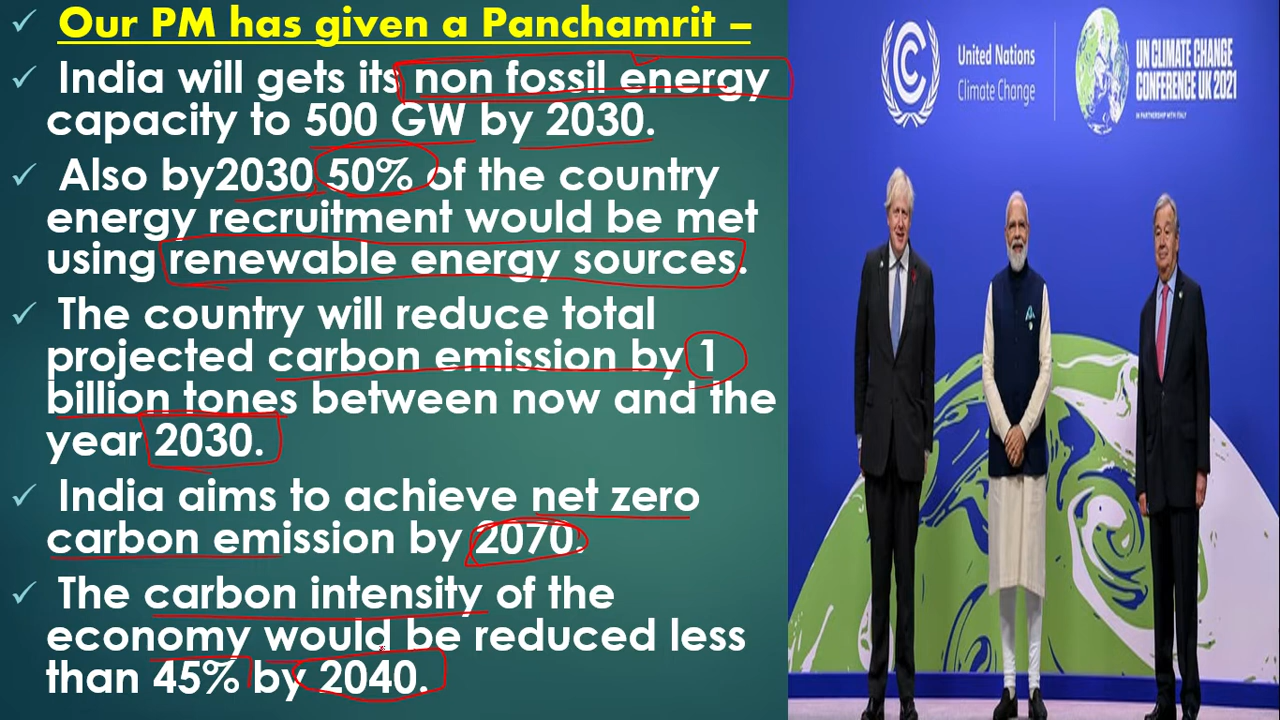 Our PM has given a Panchamrit –
India will gets its non fossil energy
capacity to 500 GW by 2030.
Also by2030 50% of the country
energy recruitment would be met
using renewable energy sources.
The country will reduce total
projected carbon emission by 1
billion tones between now and the
year 2030.
India aims to achieve net zero
carbon emission by 2070.
The carbon intensity of the
economy would be reduced less
than 45% by 2040.
United Nations
Climate Change
UN CLIMATE CHANGE
CONFERENCE UK 2021
IN PARTNERSHIP WITH ITALY